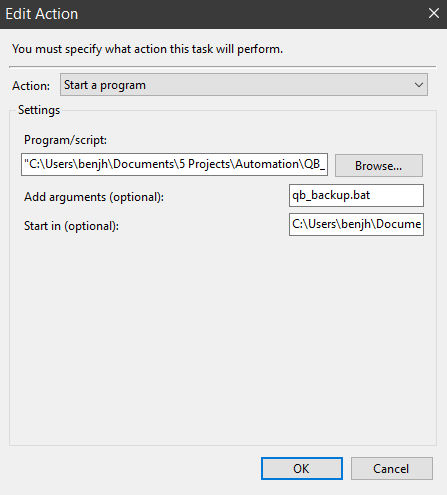 Edit Action
You must specify what action this task will perform.
Action: Start a program
Settings
Program/script:
"C:\Users\benjh\Documents\5 Projects\Automation\QB_ Browse...
Add arguments (optional): qb_backup.bat
Start in (optional): C:\Users\benjh\Docume
OK Cancel